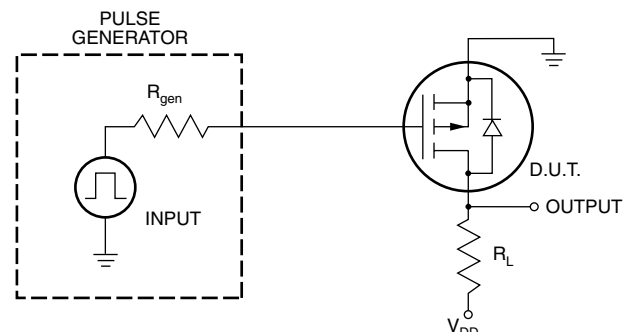 PULSE
GENERATOR
R_gen
INPUT
D.U.T.
OUTPUT
R_L
V_DD